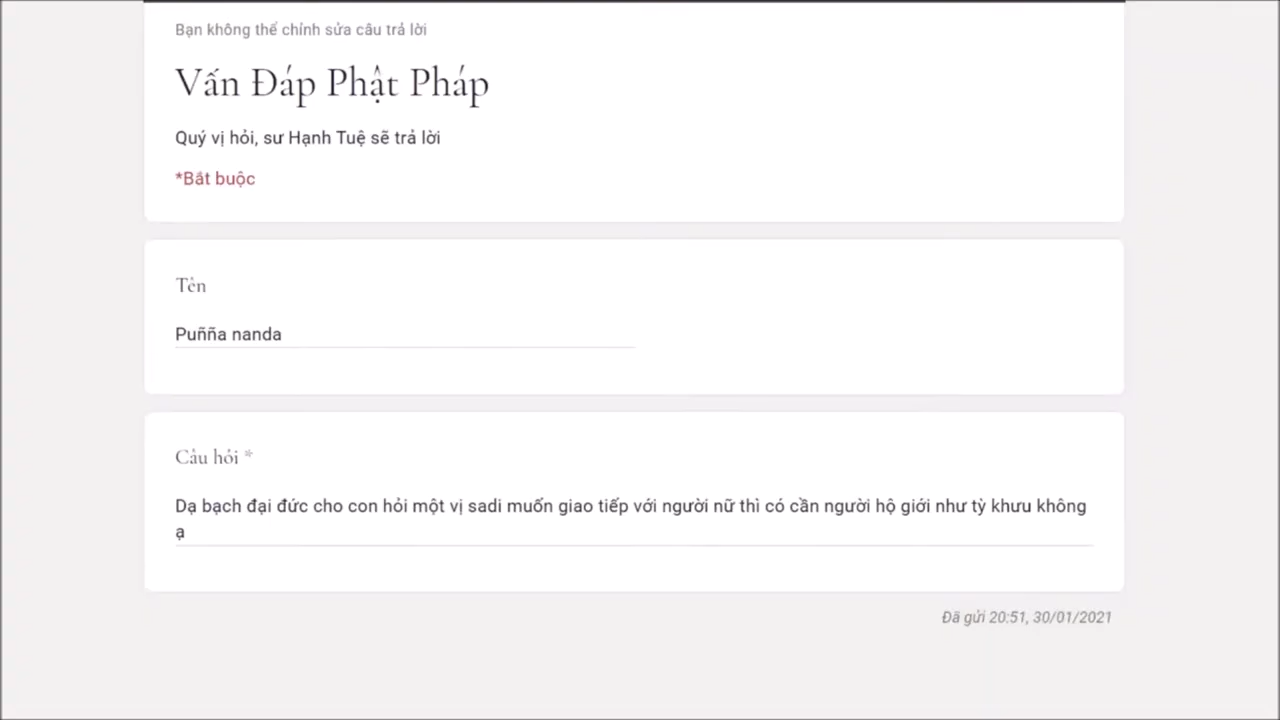 Bạn không thể chỉnh sửa câu trả lời
Vấn Đáp Phật Pháp
Quý vị hỏi, sư Hạnh Tuệ sẽ trả lời
*Bắt buộc
Tên
Puñña nanda
Câu hỏi *
Dạ bạch đại đức cho con hỏi một vị sadi muốn giao tiếp với người nữ thì có cần người hộ giới như tỳ khưu không
ạ
Đã gửi 20:51, 30/01/2021